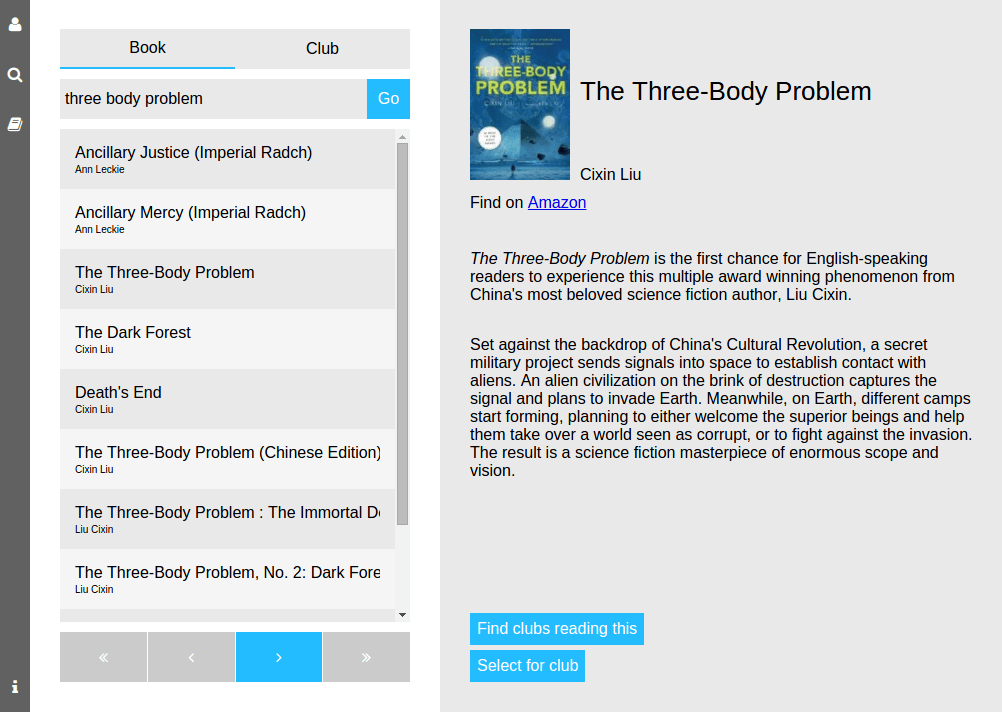 Book
Club
three body problem
Go
Ancillary Justice (Imperial Radch)
Ann Leckie
Ancillary Mercy (Imperial Radch)
Ann Leckie
The Three-Body Problem
Cixin Liu
The Dark Forest
Cixin Liu
Death's End
Cixin Liu
The Three-Body Problem (Chinese Edition)
Cixin Liu
The Three-Body Problem : The Immortal De
Liu Cixin
The Three-Body Problem, No. 2: Dark Fore
Liu Cixin
«
‹
›
»
THE
THREE-BODY
PROBLEM
CIXIN LIU
The Three-Body Problem
Cixin Liu
Find on Amazon
The Three-Body Problem is the first chance for English-speaking
readers to experience this multiple award winning phenomenon from
China's most beloved science fiction author, Liu Cixin.
Set against the backdrop of China's Cultural Revolution, a secret
military project sends signals into space to establish contact with
aliens. An alien civilization on the brink of destruction captures the
signal and plans to invade Earth. Meanwhile, on Earth, different camps
start forming, planning to either welcome the superior beings and help
them take over a world seen as corrupt, or to fight against the invasion.
The result is a science fiction masterpiece of enormous scope and
vision.
Find clubs reading this
Select for club